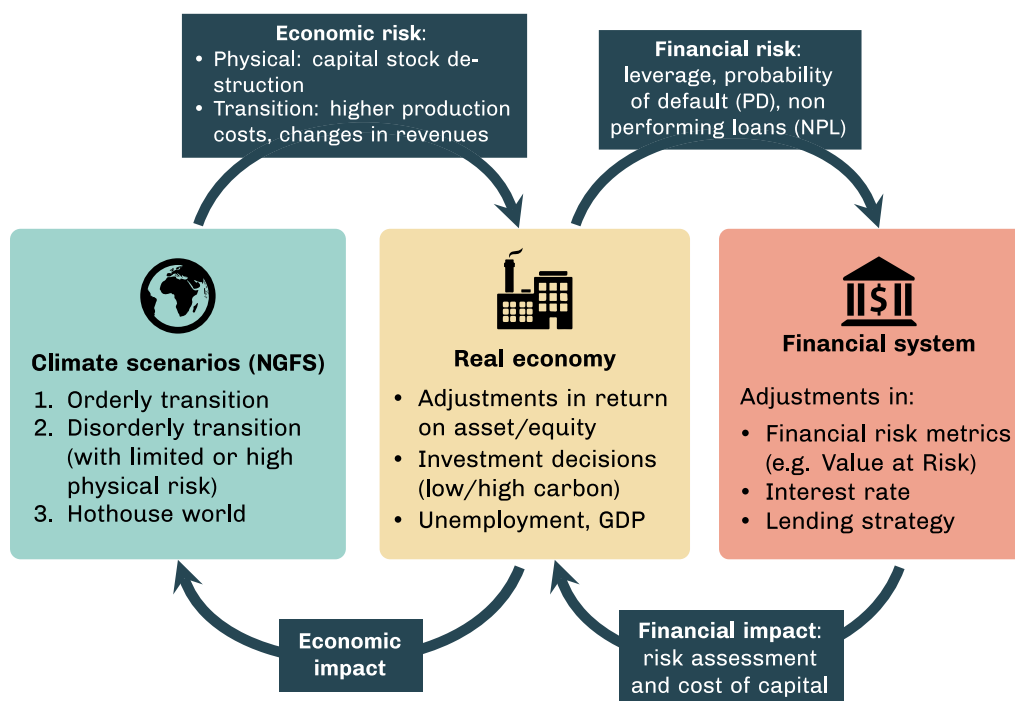 Economic risk:
• Physical: capital stock de-
struction
• Transition: higher production
costs, changes in revenues
Financial risk:
leverage, probability
of default (PD), non
performing loans (NPL)
Climate scenarios (NGFS)
1. Orderly transition
2. Disorderly transition
(with limited or high
physical risk)
3. Hothouse world
Real economy
• Adjustments in return
on asset/equity
• Investment decisions
(low/high carbon)
• Unemployment, GDP
$
Financial system
Adjustments in:
• Financial risk metrics
(e.g. Value at Risk)
• Interest rate
• Lending strategy
Economic
impact
Financial impact:
risk assessment
and cost of capital